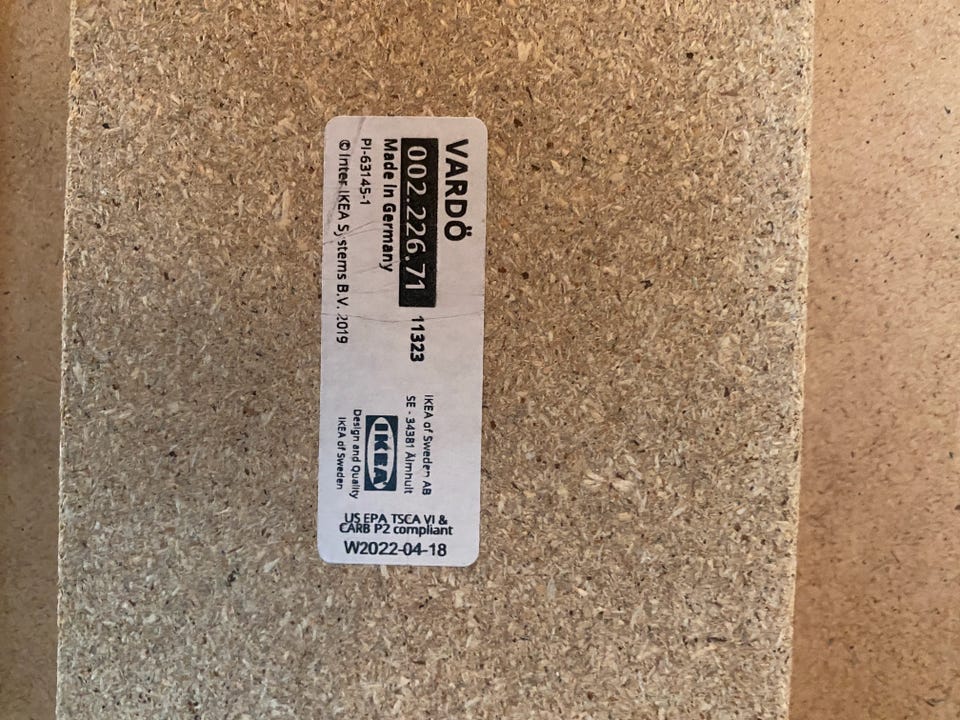 VARDÖ
002.226.71 11323
Made in Germany
PI-63145-1
© Inter IKEA Systems B.V. 2019
IKEA of Sweden AB
SE - 34381 Älmhult
IKEA
Design and Quality
IKEA of Sweden
US EPA TSCA VI &
CARB P2 compliant
W2022-04-18